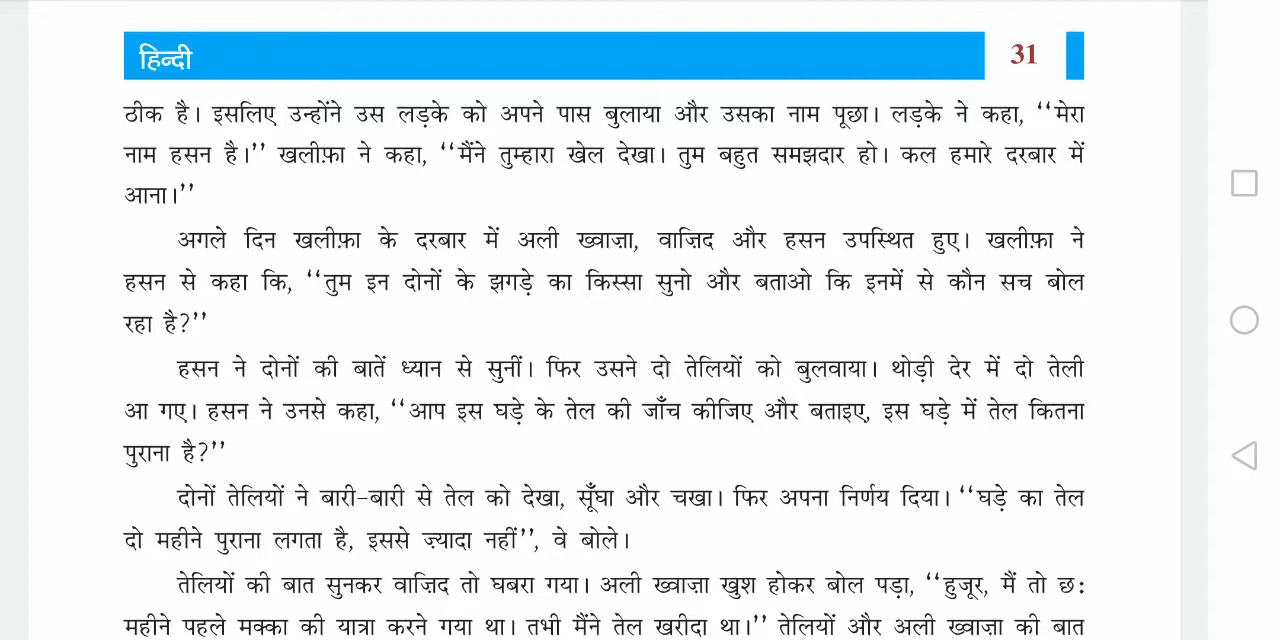 हिन्दी
31
ठीक है। इसलिए उन्होंने उस लड़के को अपने पास बुलाया और उसका नाम पूछा। लड़के ने कहा, ‘‘मेरा
नाम हसन है।’’ खलीफ़ा ने कहा, ‘‘मैंने तुम्हारा खेल देखा। तुम बहुत समझदार हो। कल हमारे दरबार में
आना।’’
अगले दिन खलीफ़ा के दरबार में अली ख्वाज़ा, वाज़िद और हसन उपस्थित हुए। खलीफ़ा ने
हसन से कहा कि, ‘‘तुम इन दोनों के झगड़े का किस्सा सुनो और बताओ कि इनमें से कौन सच बोल
रहा है?’’
हसन ने दोनों की बातें ध्यान से सुनीं। फिर उसने दो तेलियों को बुलवाया। थोड़ी देर में दो तेली
आ गए। हसन ने उनसे कहा, ‘‘आप इस घड़े के तेल की जाँच कीजिए और बताइए, इस घड़े में तेल कितना
पुराना है?’’
दोनों तेलियों ने बारी-बारी से तेल को देखा, सूँघा और चखा। फिर अपना निर्णय दिया। ‘‘घड़े का तेल
दो महीने पुराना लगता है, इससे ज़्यादा नहीं’’, वे बोले।
तेलियों की बात सुनकर वाज़िद तो घबरा गया। अली ख्वाज़ा खुश होकर बोल पड़ा, ‘‘हुजूर, मैं तो छः
महीने पहले मक्का की यात्रा करने गया था। तभी मैंने तेल खरीदा था।’’ तेलियों और अली ख्वाज़ा की बात